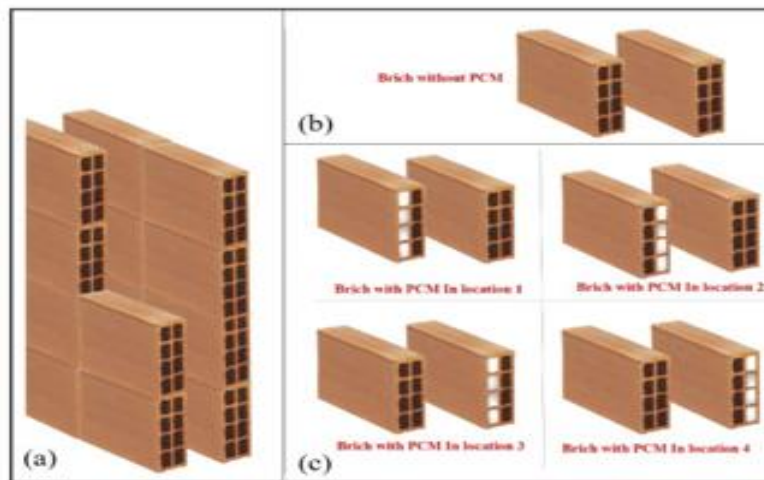 Brich without PCM
(b)
Brich with PCM In location 1
Brich with PCM In location 2
Brich with PCM In location 3
Brich with PCM In location 4
(a)
(c)